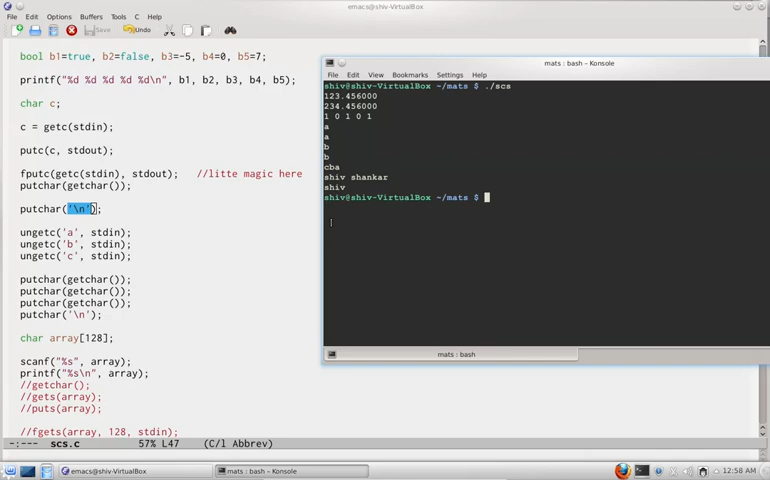 emacs@shiv-VirtualBox
File Edit Options Buffers Tools C Help
Save Undo
bool b1=true, b2=false, b3=-5, b4=0, b5=7;
printf("%d %d %d %d %d\n", b1, b2, b3, b4, b5);
char c;
c = getc(stdin);
putc(c, stdout);
fputc(getc(stdin), stdout); //litte magic here
putchar(getchar());
putchar('\n');
ungetc('a', stdin);
ungetc('b', stdin);
ungetc('c', stdin);
putchar(getchar());
putchar(getchar());
putchar(getchar());
putchar('\n');
char array[128];
scanf("%s", array);
printf("%s\n", array);
//getchar();
//gets(array);
//puts(array);
//fgets(array, 128, stdin);
-:--- scs.c 57% L47 (C/l Abbrev)
mats : bash – Konsole
File Edit View Bookmarks Settings Help
shiv@shiv-VirtualBox ~/mats $ ./scs
123.456000
234.456000
1 0 1 0 1
a
a
b
b
cba
shiv shankar
shiv
shiv@shiv-VirtualBox ~/mats $
mats : bash
emacs@shiv-VirtualBox
mats : bash – Konsole
12:58 AM